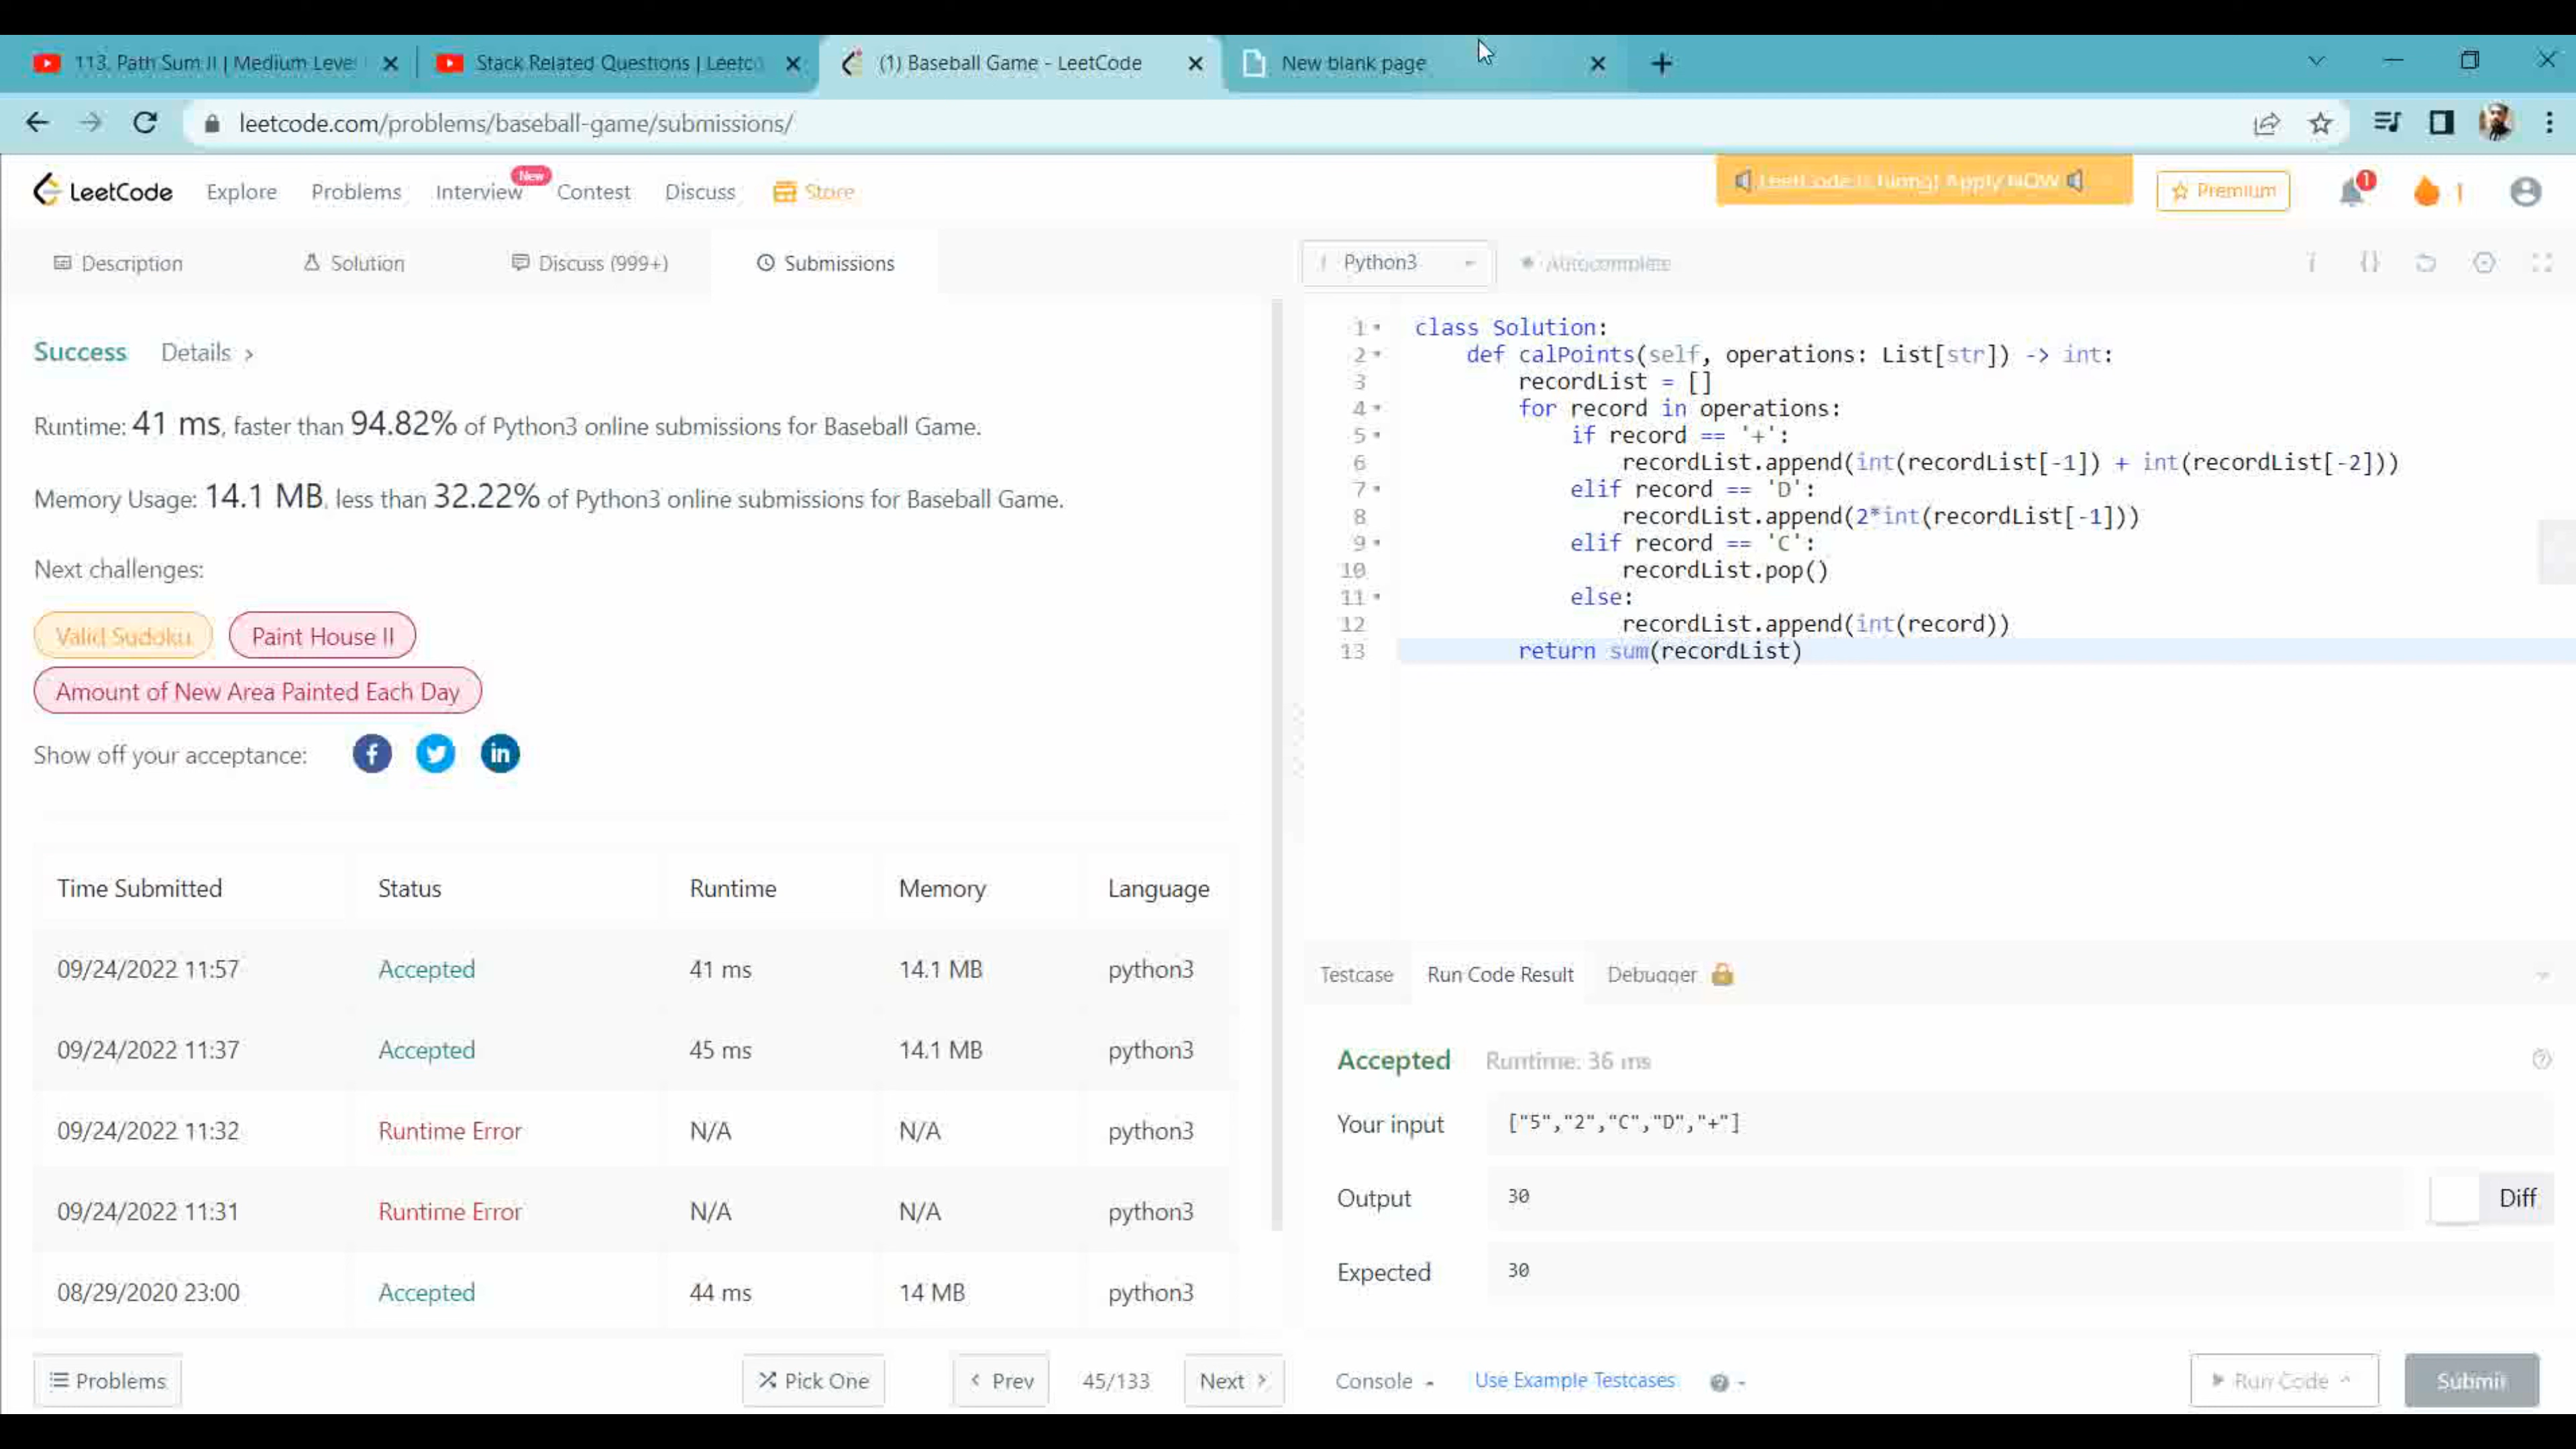 113. Path Sum II | Medium Level
Stack Related Questions | Leetc
(1) Baseball Game - LeetCode
New blank page
leetcode.com/problems/baseball-game/submissions/
LeetCode
Explore
Problems
Interview
New
Contest
Discuss
Store
LeetCode is hiring! Apply NOW
Premium
1
1
Description
Solution
Discuss (999+)
Submissions
Success
Details >
Runtime: 41 ms, faster than 94.82% of Python3 online submissions for Baseball Game.
Memory Usage: 14.1 MB, less than 32.22% of Python3 online submissions for Baseball Game.
Next challenges:
Valid Sudoku
Paint House II
Amount of New Area Painted Each Day
Show off your acceptance:
Time Submitted Status Runtime Memory Language
09/24/2022 11:57 Accepted 41 ms 14.1 MB python3
09/24/2022 11:37 Accepted 45 ms 14.1 MB python3
09/24/2022 11:32 Runtime Error N/A N/A python3
09/24/2022 11:31 Runtime Error N/A N/A python3
08/29/2020 23:00 Accepted 44 ms 14 MB python3
Problems
Pick One
< Prev
45/133
Next >
Python3
Autocomplete
i {}
1 class Solution:
2 def calPoints(self, operations: List[str]) -> int:
3 recordList = []
4 for record in operations:
5 if record == '+':
6 recordList.append(int(recordList[-1]) + int(recordList[-2]))
7 elif record == 'D':
8 recordList.append(2*int(recordList[-1]))
9 elif record == 'C':
10 recordList.pop()
11 else:
12 recordList.append(int(record))
13 return sum(recordList)
Testcase
Run Code Result
Debugger
Accepted Runtime: 36 ms
Your input ["5","2","C","D","+"]
Output 30
Diff
Expected 30
Console
Use Example Testcases
Run Code
Submit